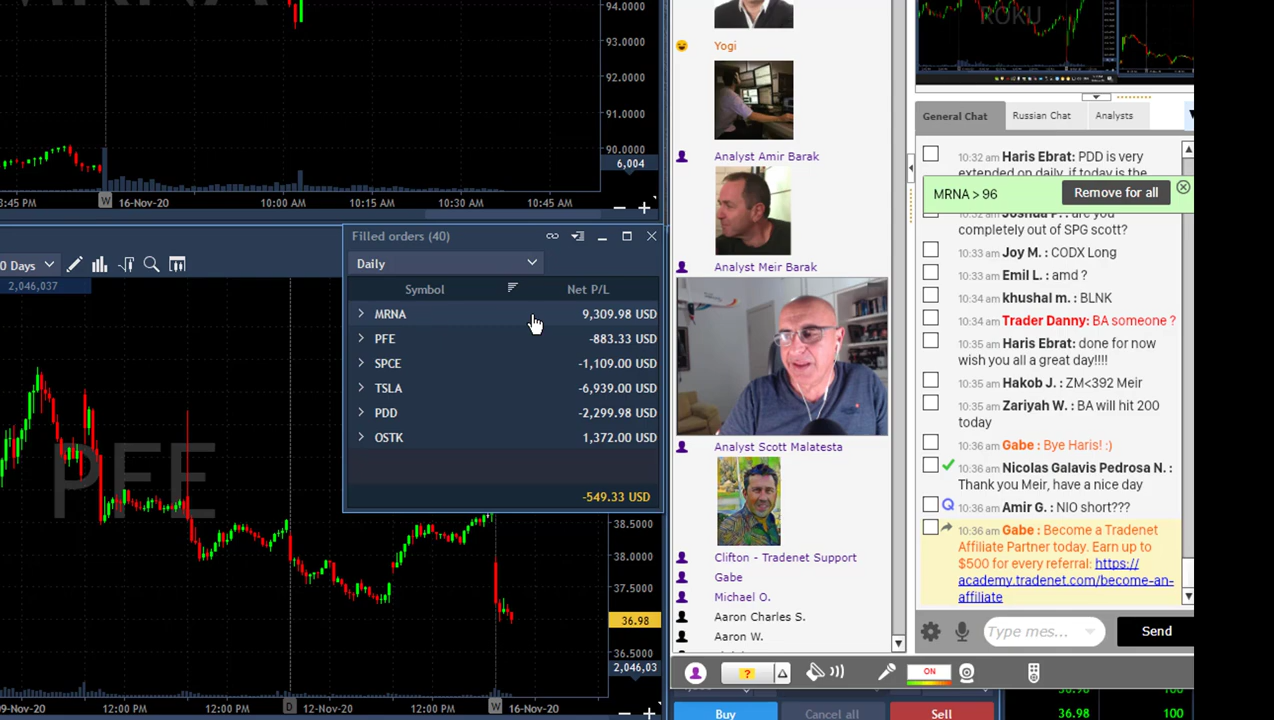 94.0000
93.0000
92.0000
91.0000
90.0000
6,004
3:45 PM
W
16-Nov-20
10:00 AM
10:15 AM
10:30 AM
10:45 AM
0 Days
2,046,037
PFE
Filled orders (40)
Daily
Symbol
Net P/L
MRNA 9,309.98 USD
PFE -883.33 USD
SPCE -1,109.00 USD
TSLA -6,939.00 USD
PDD -2,299.98 USD
OSTK 1,372.00 USD
-549.33 USD
38.5000
38.0000
37.5000
36.98
36.5000
2,046,03
09-Nov-20
12:00 PM
12:00 PM
D
12-Nov-20
12:00 PM
W
16-Nov-20
Yogi
Analyst Amir Barak
Analyst Meir Barak
Analyst Scott Malatesta
Clifton - Tradenet Support
Gabe
Michael O.
Aaron Charles S.
Aaron W.
?
ON
ROKU
General Chat
Russian Chat
Analysts
10:32 am Haris Ebrat: PDD is very
extended on daily, if today is the
MRNA > 96
Remove for all
completely out of SPG scott?
10:33 am Joy M. : CODX Long
10:33 am Emil L. : amd ?
10:34 am khushal m. : BLNK
10:34 am Trader Danny: BA someone ?
10:35 am Haris Ebrat: done for now
wish you all a great day!!!!
10:35 am Hakob J. : ZM<392 Meir
10:35 am Zariyah W. : BA will hit 200
today
10:36 am Gabe: Bye Haris! :)
10:36 am Nicolas Galavis Pedrosa N. :
Thank you Meir, have a nice day
10:36 am Amir G. : NIO short???
10:36 am Gabe : Become a Tradenet
Affiliate Partner today. Earn up to
$500 for every referral: https://
academy.tradenet.com/become-an-
affiliate
Type mes...
Send
Buy
Cancel all
Sell
36.98
100
36.98
100